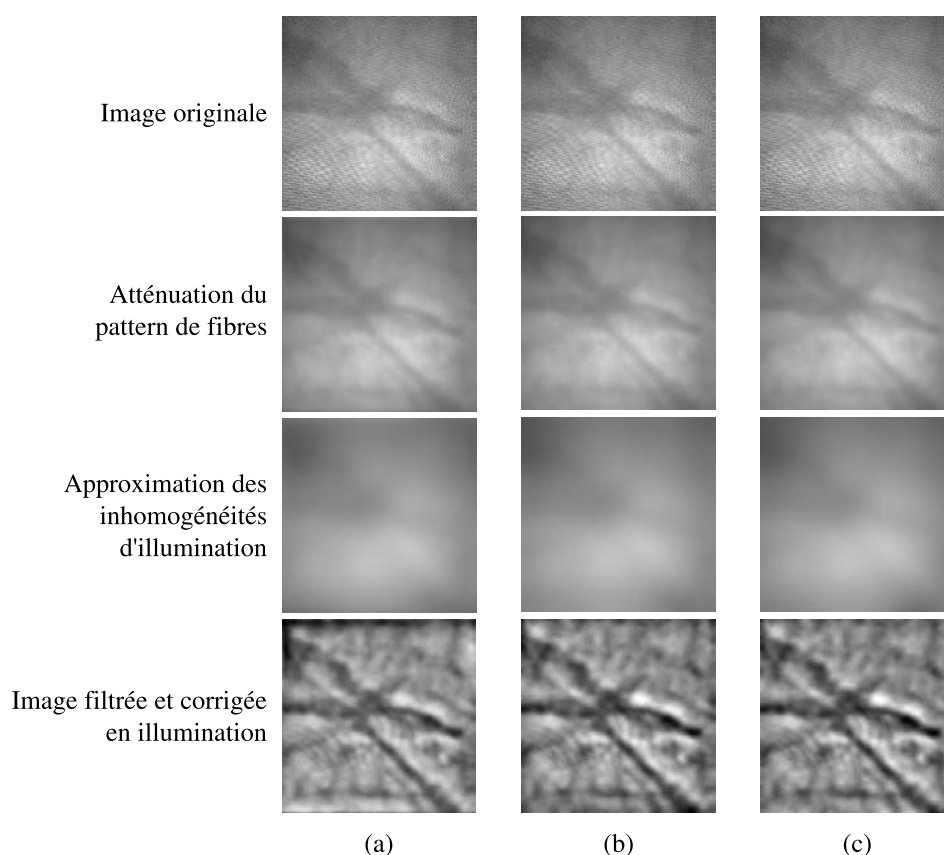 Image originale
Atténuation du
pattern de fibres
Approximation des
inhomogénéités
d'illumination
Image filtrée et corrigée
en illumination
(a)
(b)
(c)